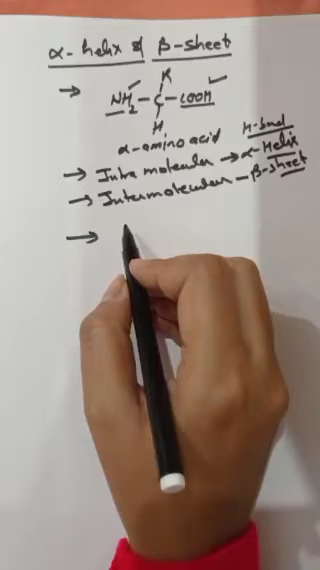 α-helix & β-sheet
→ R
NH2-C-COOH
H
α-amino acid H-bond
→ Intra molecular → α-Helix
→ Intermolecular - β-sheet
→